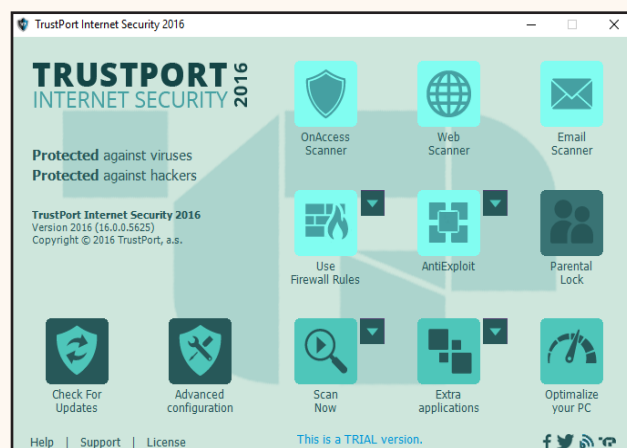 TrustPort Internet Security 2016
TRUSTPORT
INTERNET SECURITY
2016
Protected against viruses
Protected against hackers
TrustPort Internet Security 2016
Version 2016 (16.0.0.5625)
Copyright © 2016 TrustPort, a.s.
OnAccess
Scanner
Web
Scanner
Email
Scanner
Use
Firewall Rules
AntiExploit
Parental
Lock
Check For
Updates
Advanced
configuration
Scan
Now
Extra
applications
Optimalize
your PC
Help | Support | License
This is a TRIAL version.